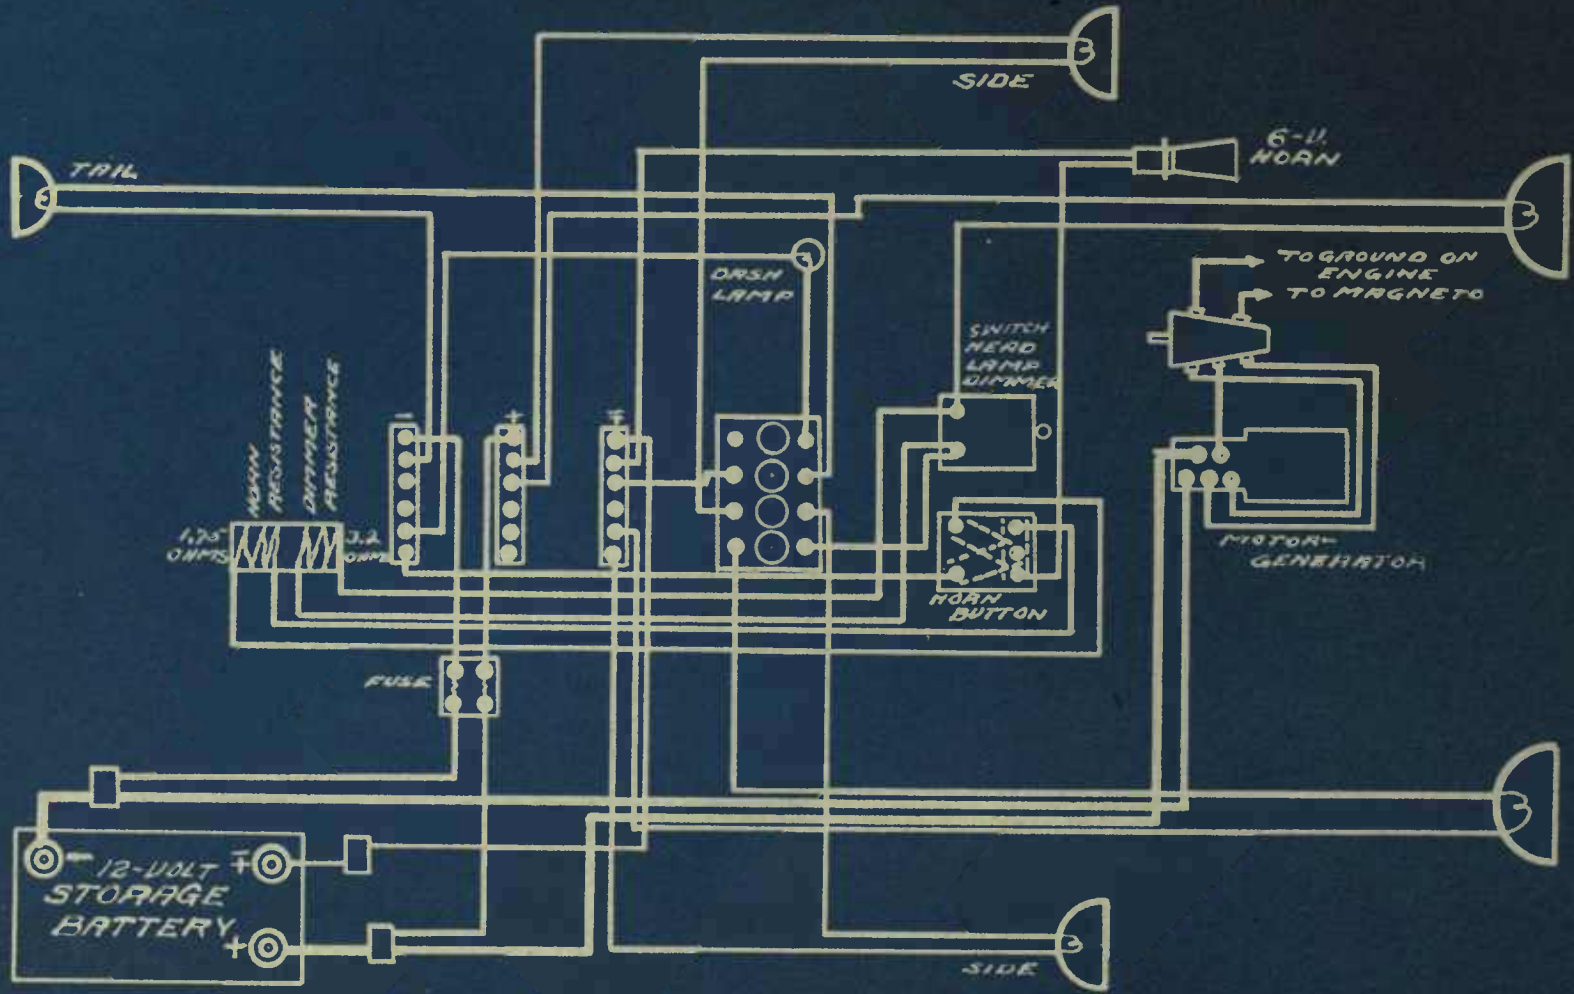 SIDE
6-V.
HORN
TAIL
DASH
LAMP
TO GROUND ON
ENGINE
TO MAGNETO
SWITCH
HEAD
LAMP
DIMMER
HORN
RESISTANCE
DIMMER
RESISTANCE
-
+
1.75
OHMS
3.2
OHMS
MOTOR-
GENERATOR
HORN
BUTTON
FUSE
- 12-VOLT
STORAGE
BATTERY
+
SIDE